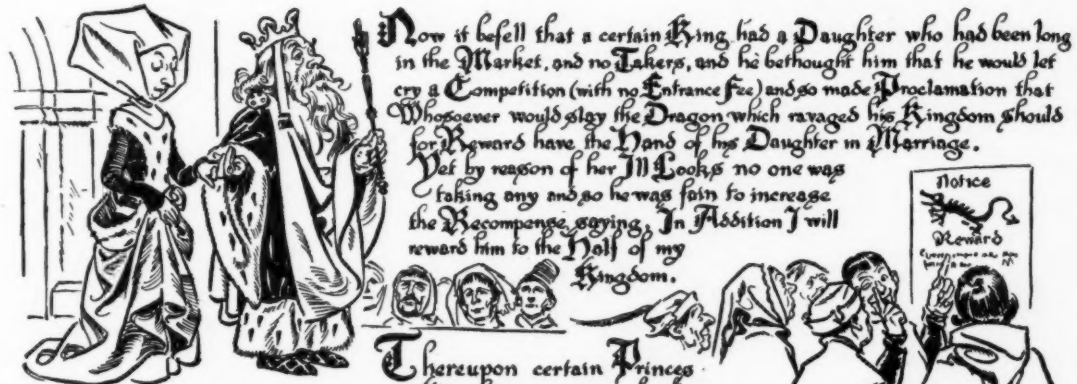 Now it befell that a certain King had a Daughter who had been long
in the Market, and no Takers, and he bethought him that he would let
cry a Competition (with no Entrance Fee) and so made Proclamation that
Whosoever would slay the Dragon which ravaged his Kingdom should
for Reward have the Hand of his Daughter in Marriage.
Yet by reason of her Ill Looks no one was
taking any and so he was fain to increase
the Recompense, saying, In Addition I will
reward him to the Half of my
Kingdom.
Notice
Reward
Thereupon certain Princes